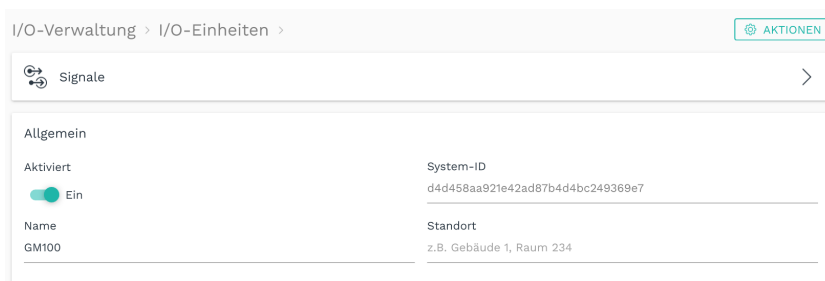 I/O-Verwaltung > I/O-Einheiten >
AKTIONEN
Signale
Allgemein
Aktiviert
Ein
System-ID
d4d458aa921e42ad87b4d4bc249369e7
Name
GM100
Standort
z.B. Gebäude 1, Raum 234